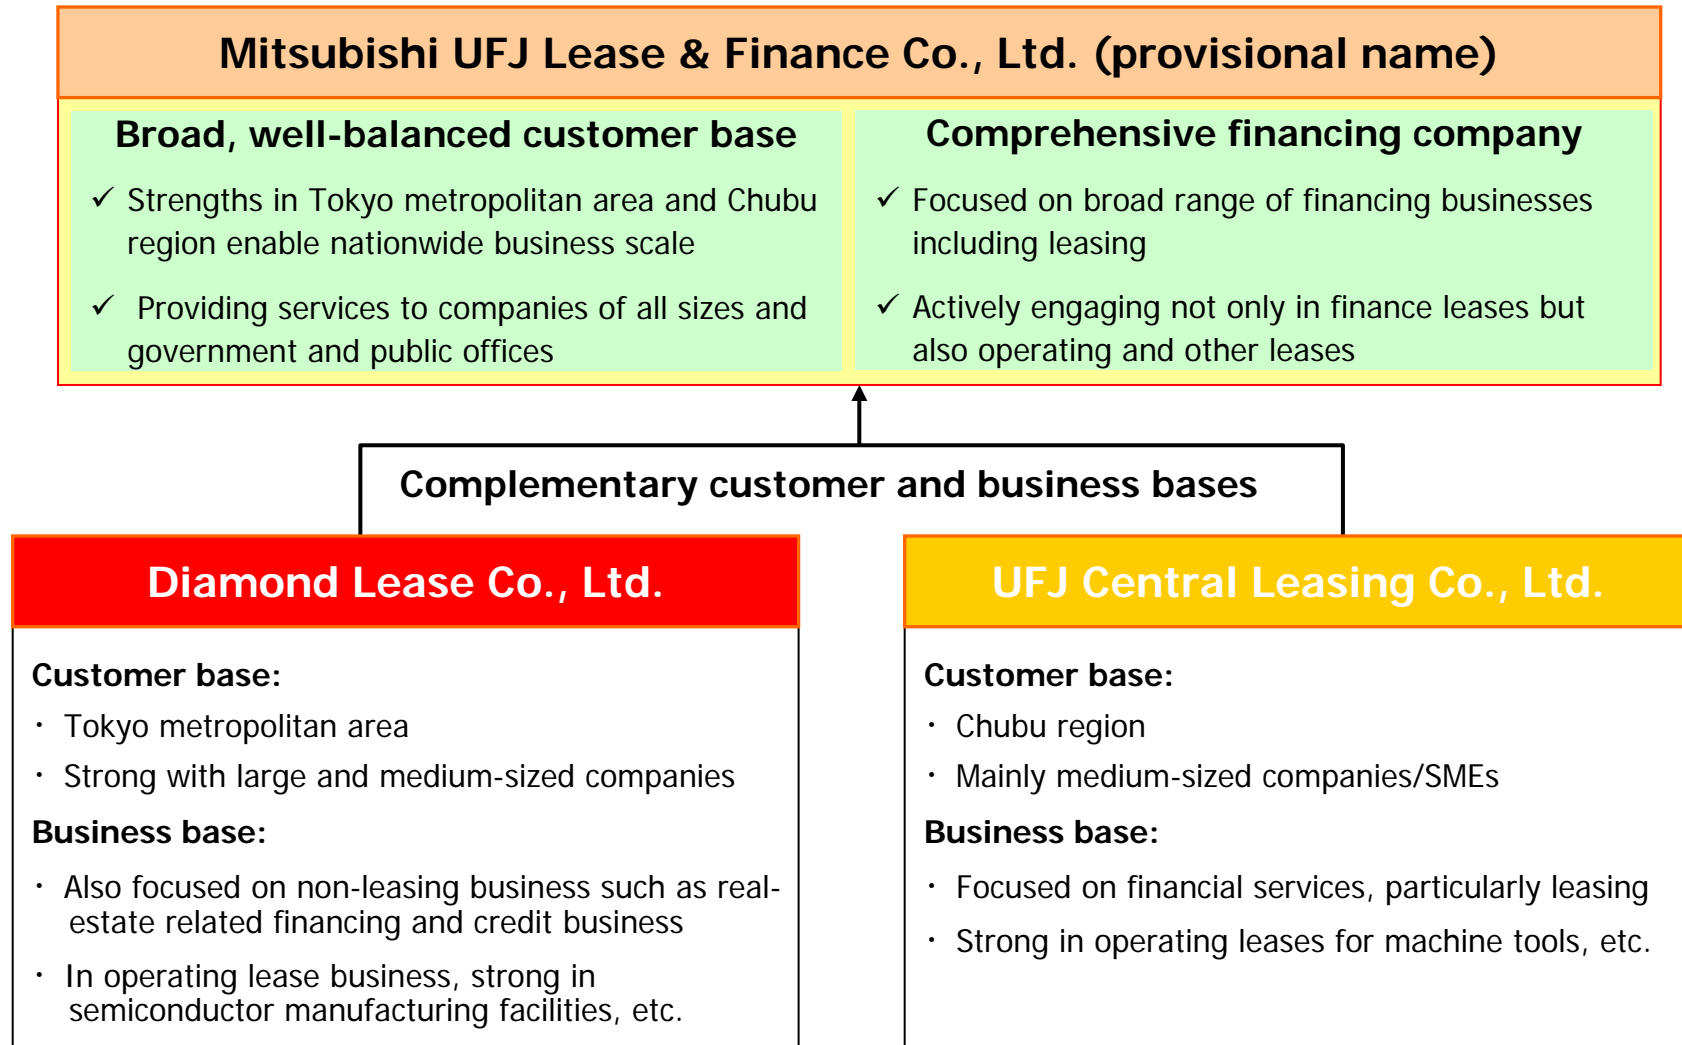 Mitsubishi UFJ Lease & Finance Co., Ltd. (provisional name)
Broad, well-balanced customer base
✓ Strengths in Tokyo metropolitan area and Chubu
region enable nationwide business scale
✓ Providing services to companies of all sizes and
government and public offices
Comprehensive financing company
✓ Focused on broad range of financing businesses
including leasing
✓ Actively engaging not only in finance leases but
also operating and other leases
Complementary customer and business bases
Diamond Lease Co., Ltd.
Customer base:
・ Tokyo metropolitan area
・ Strong with large and medium-sized companies
Business base:
・ Also focused on non-leasing business such as real-
estate related financing and credit business
・ In operating lease business, strong in
semiconductor manufacturing facilities, etc.
UFJ Central Leasing Co., Ltd.
Customer base:
・ Chubu region
・ Mainly medium-sized companies/SMEs
Business base:
・ Focused on financial services, particularly leasing
・ Strong in operating leases for machine tools, etc.